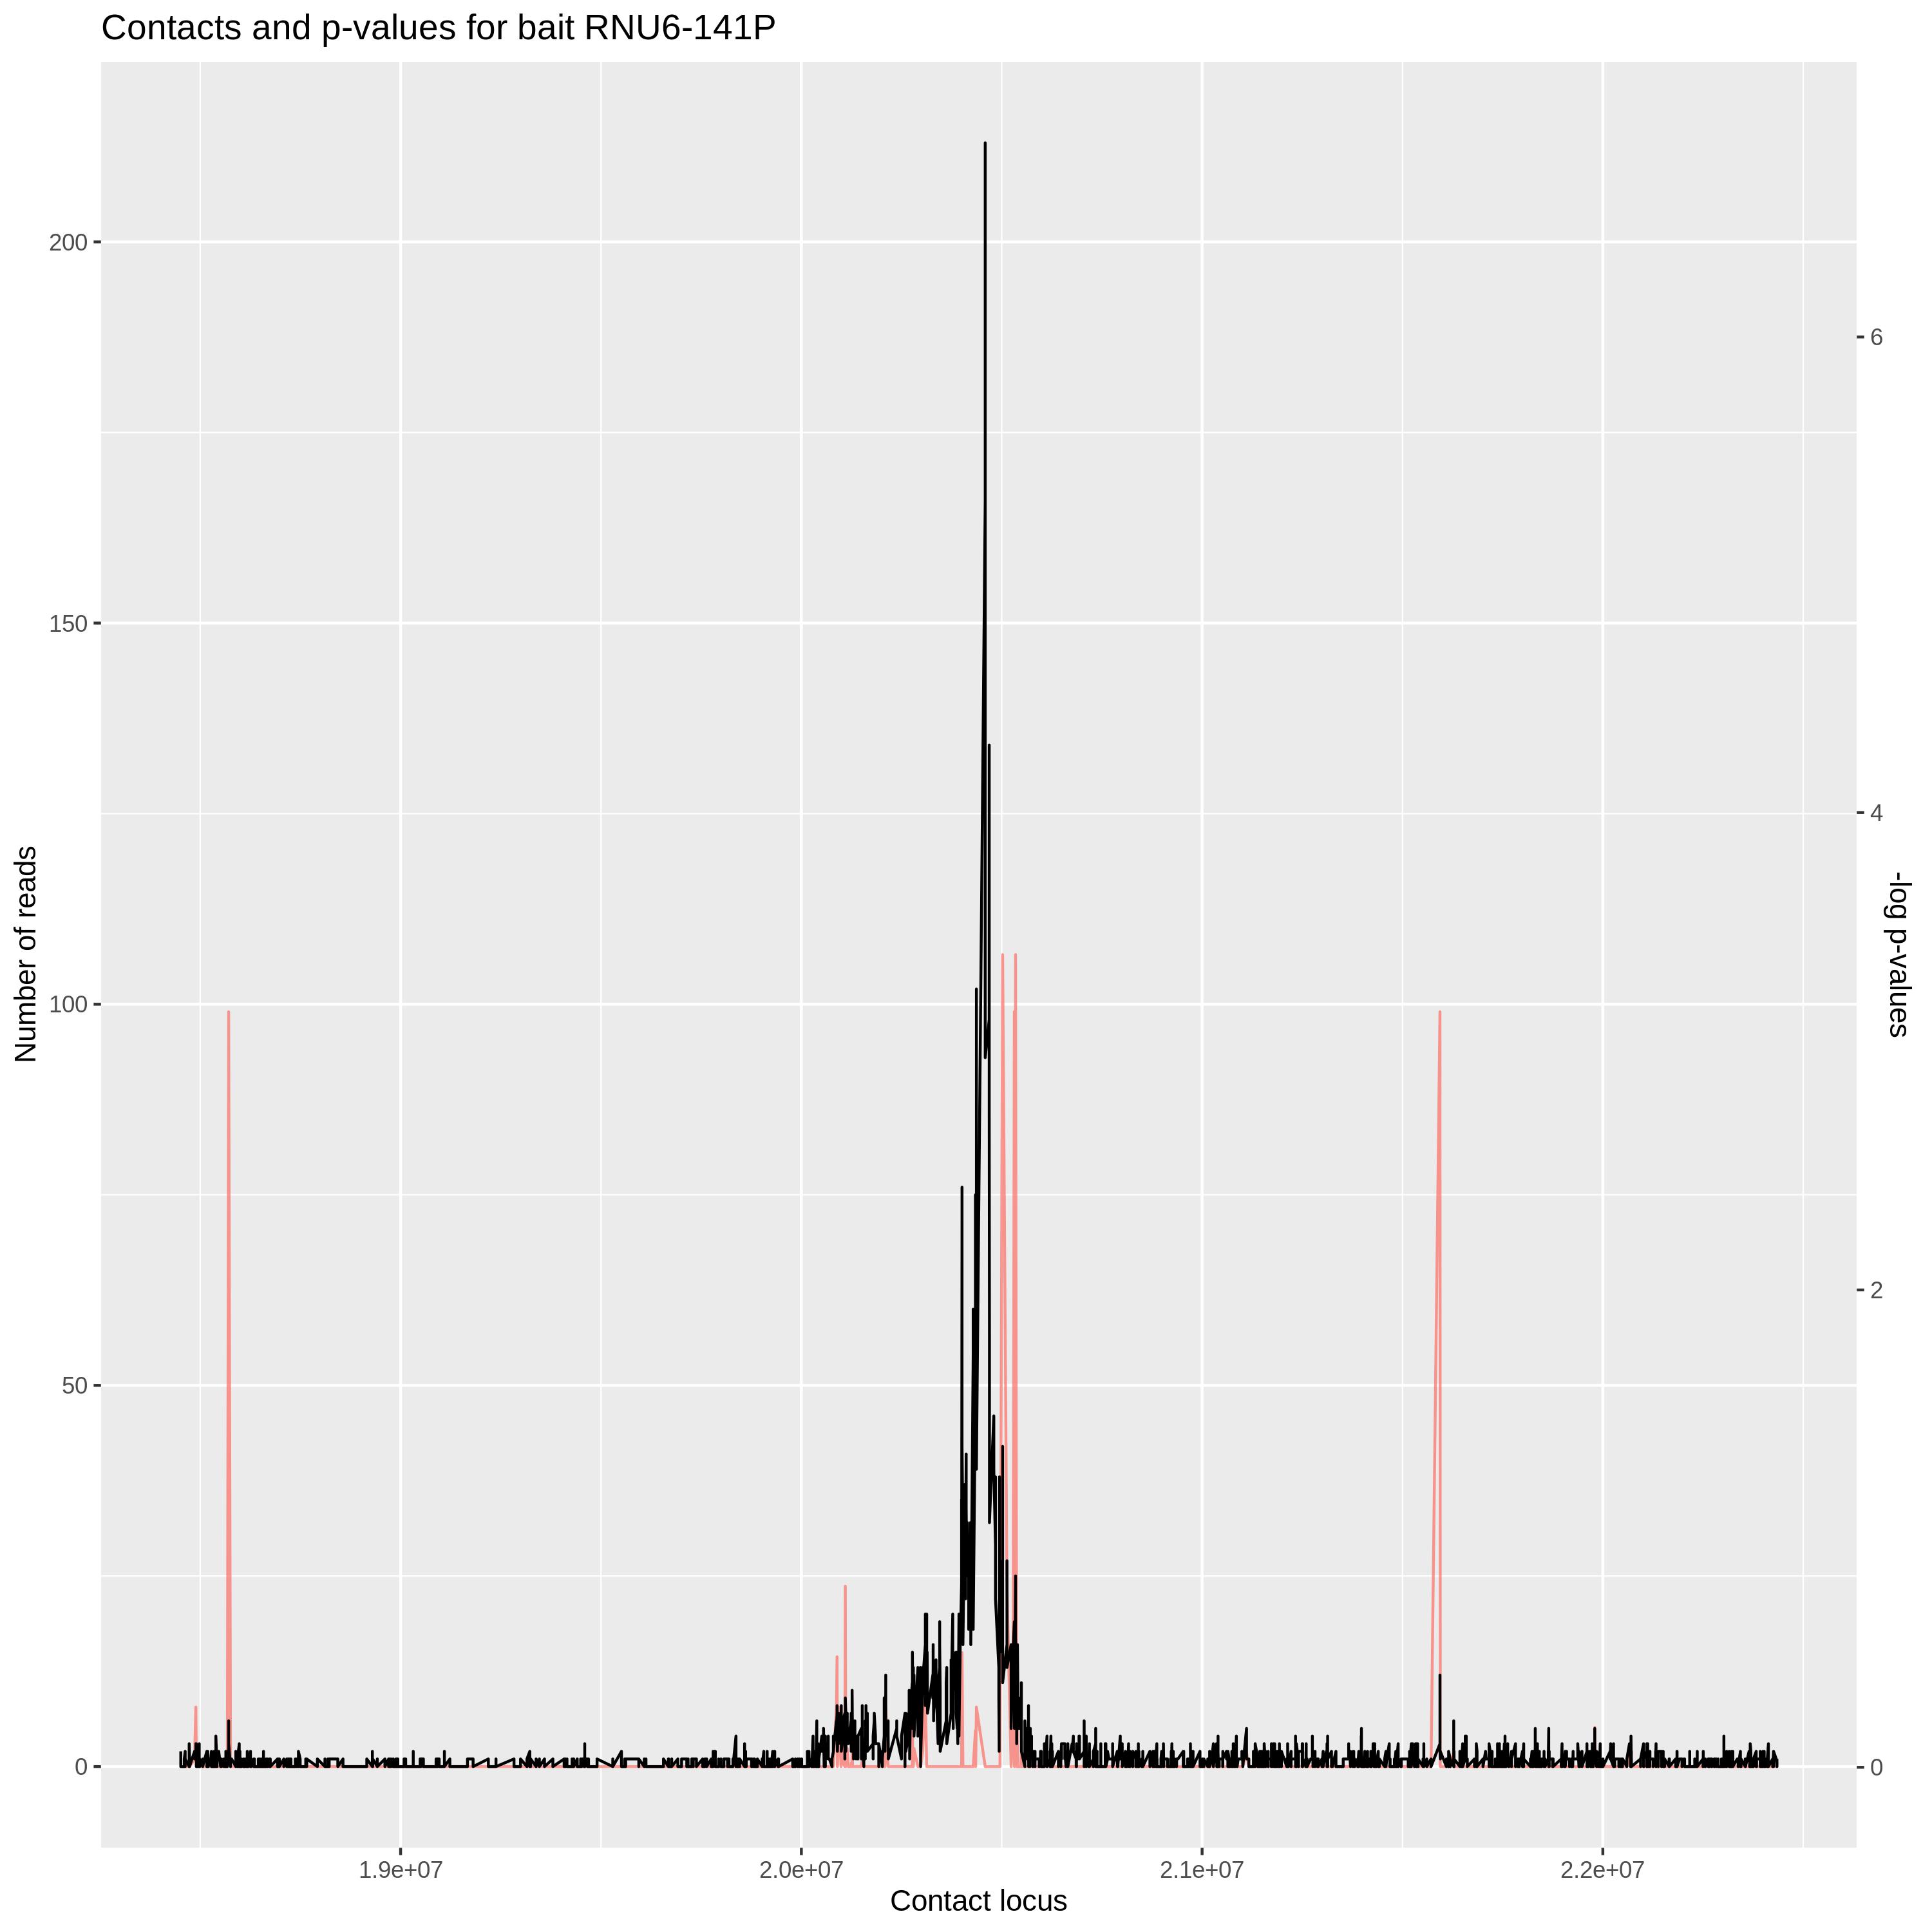 Contacts and p-values for bait RNU6-141P
200
150
100
50
0
Number of reads
6
4
2
0
-log p-values
1.9e+07
2.0e+07
2.1e+07
2.2e+07
Contact locus